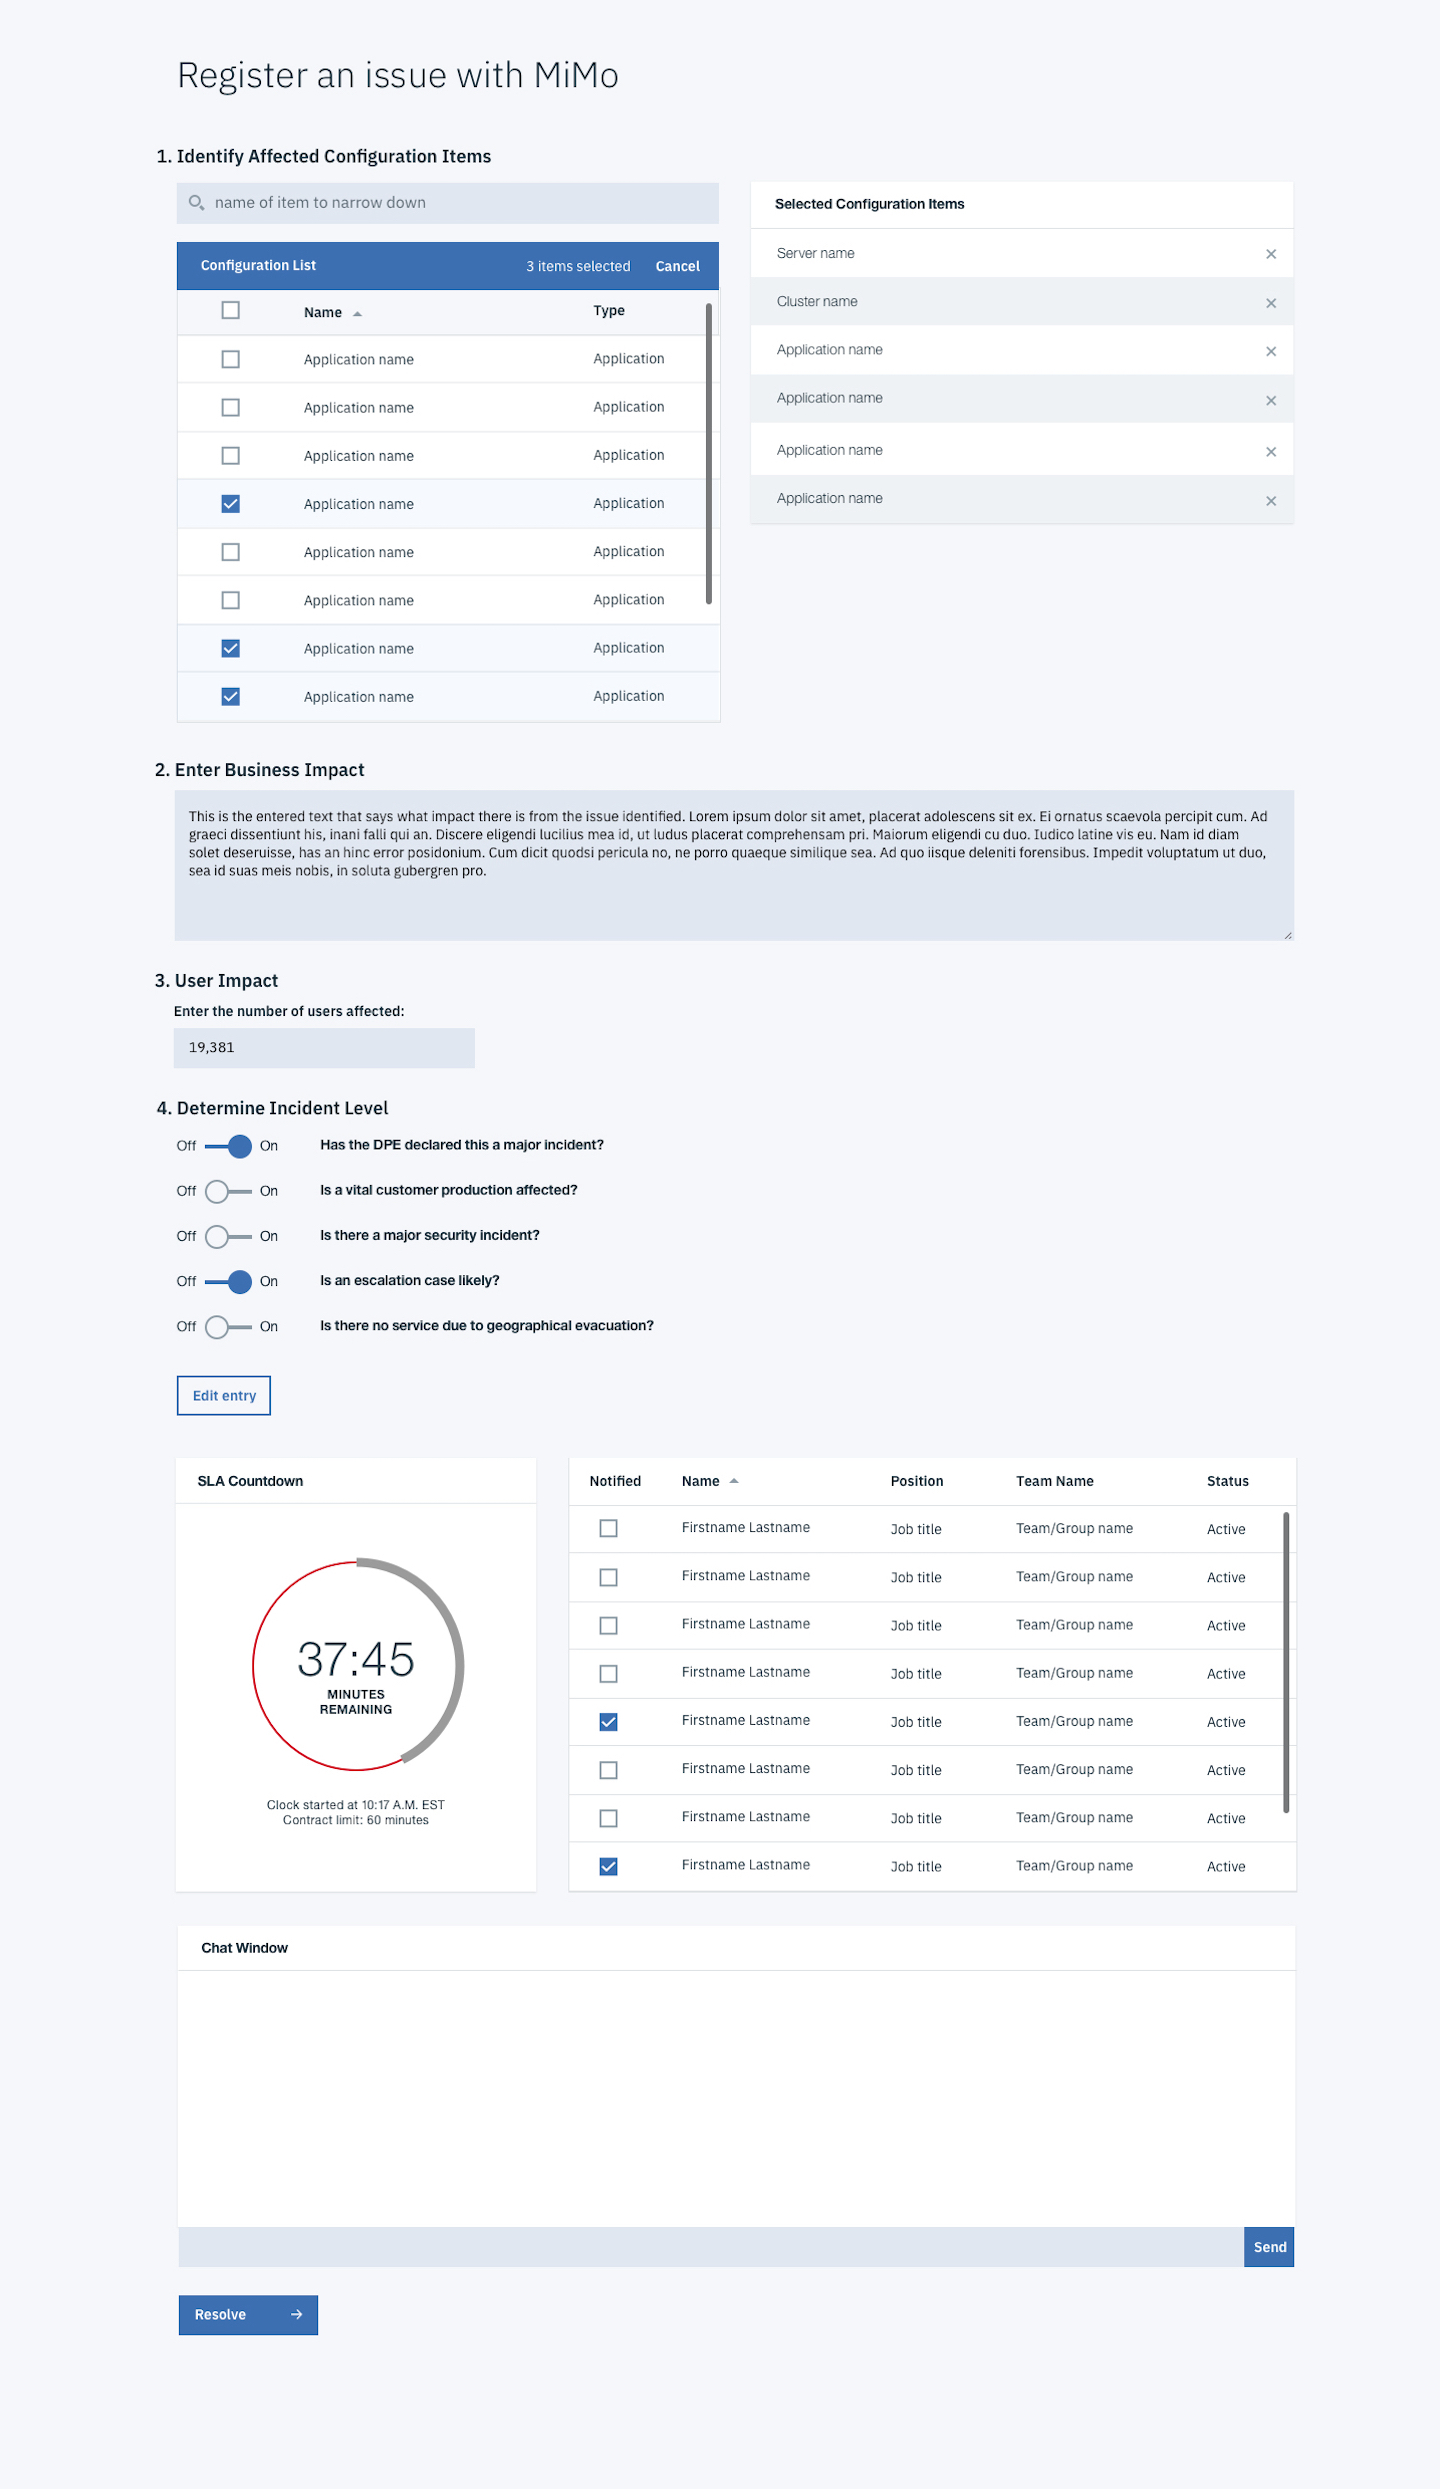 Register an issue with MiMo
1. Identify Affected Configuration Items
name of item to narrow down
Configuration List 3 items selected Cancel
Name Type
Application name Application
Application name Application
Application name Application
Application name Application
Application name Application
Application name Application
Application name Application
Application name Application
Selected Configuration Items
Server name
Cluster name
Application name
Application name
Application name
Application name
2. Enter Business Impact
This is the entered text that says what impact there is from the issue identified. Lorem ipsum dolor sit amet, placerat adolescens sit ex. Ei ornatus scaevola percipit cum. Ad
graeci dissentiunt his, inani falli qui an. Discere eligendi lucilius mea id, ut ludus placerat comprehensam pri. Maiorum eligendi cu duo. Iudico latine vis eu. Nam id diam
solet deseruisse, has an hinc error posidonium. Cum dicit quodsi pericula no, ne porro quaeque similique sea. Ad quo iisque deleniti forensibus. Impedit voluptatum ut duo,
sea id suas meis nobis, in soluta gubergren pro.
3. User Impact
Enter the number of users affected:
19,381
4. Determine Incident Level
Off On Has the DPE declared this a major incident?
Off On Is a vital customer production affected?
Off On Is there a major security incident?
Off On Is an escalation case likely?
Off On Is there no service due to geographical evacuation?
Edit entry
SLA Countdown
37:45
MINUTES
REMAINING
Clock started at 10:17 A.M. EST
Contract limit: 60 minutes
Notified Name Position Team Name Status
Firstname Lastname Job title Team/Group name Active
Firstname Lastname Job title Team/Group name Active
Firstname Lastname Job title Team/Group name Active
Firstname Lastname Job title Team/Group name Active
Firstname Lastname Job title Team/Group name Active
Firstname Lastname Job title Team/Group name Active
Firstname Lastname Job title Team/Group name Active
Firstname Lastname Job title Team/Group name Active
Chat Window
Send
Resolve